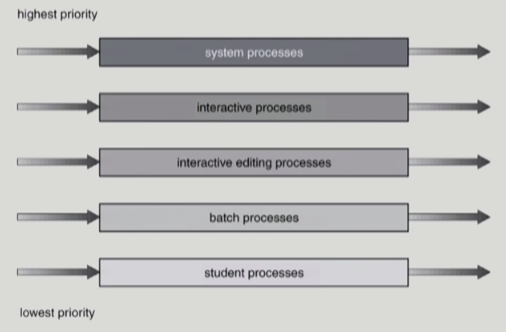 highest priority
system processes
interactive processes
interactive editing processes
batch processes
student processes
lowest priority